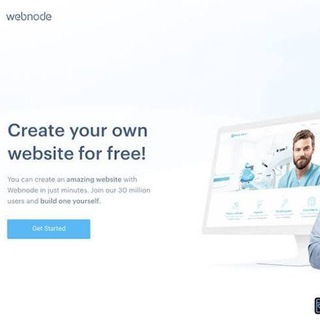 webnode
Create your own
website for free!
You can create an amazing website with
Webnode in just minutes. Join our 30 million
users and build one yourself.
Get Started